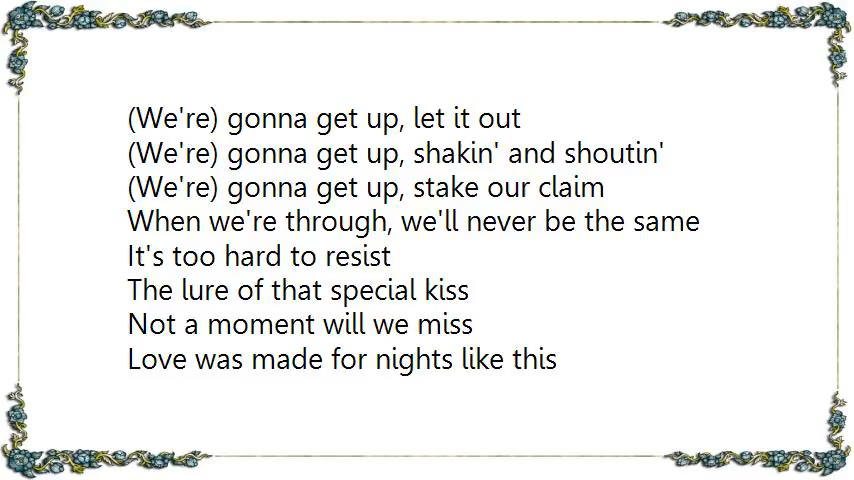 (We're) gonna get up, let it out
(We're) gonna get up, shakin' and shoutin'
(We're) gonna get up, stake our claim
When we're through, we'll never be the same
It's too hard to resist
The lure of that special kiss
Not a moment will we miss
Love was made for nights like this